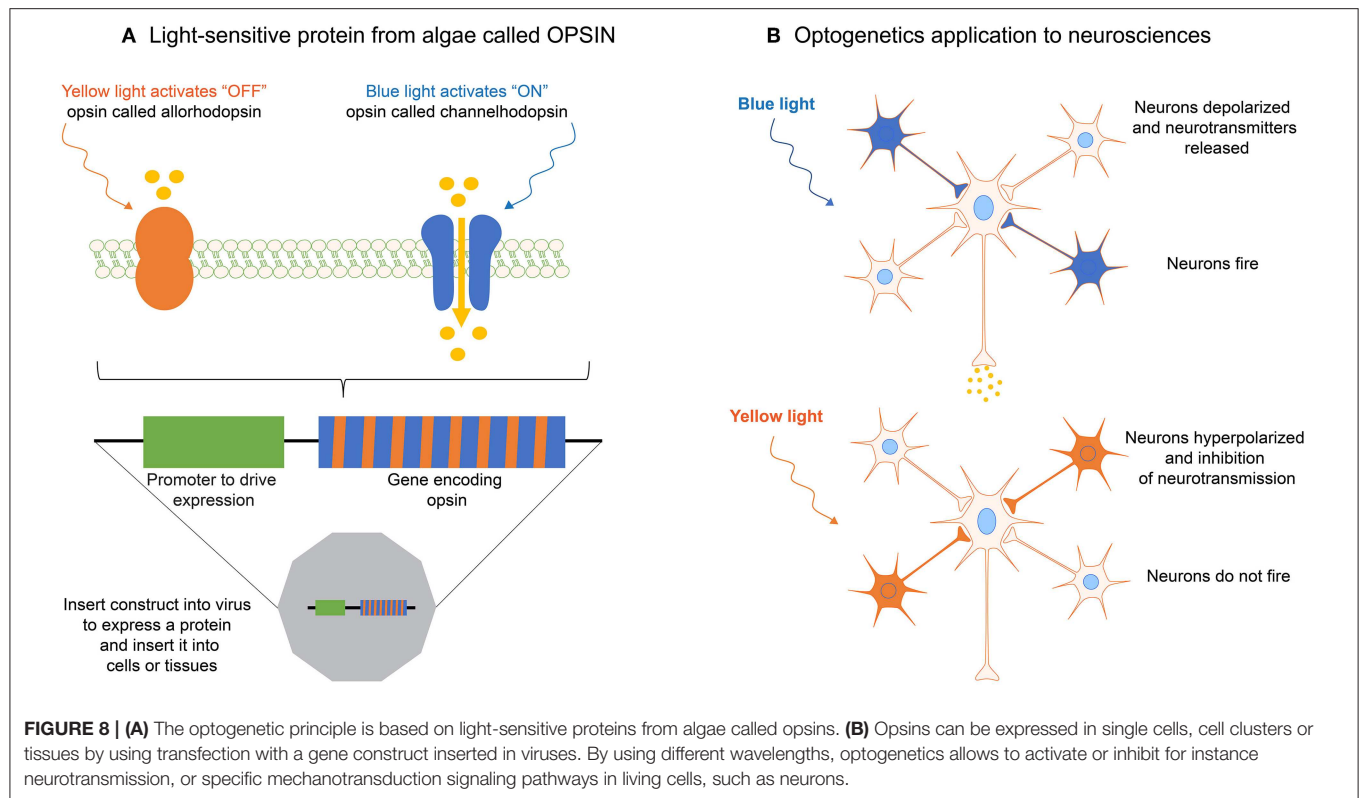 A Light-sensitive protein from algae called OPSIN
Yellow light activates “OFF”
opsin called allorhodopsin
Blue light activates “ON”
opsin called channelhodopsin
Promoter to drive
expression
Gene encoding
opsin
Insert construct into virus
to express a protein
and insert it into
cells or tissues
B Optogenetics application to neurosciences
Blue light
Neurons depolarized
and neurotransmitters
released
Neurons fire
Yellow light
Neurons hyperpolarized
and inhibition
of neurotransmission
Neurons do not fire
FIGURE 8 | (A) The optogenetic principle is based on light-sensitive proteins from algae called opsins. (B) Opsins can be expressed in single cells, cell clusters or
tissues by using transfection with a gene construct inserted in viruses. By using different wavelengths, optogenetics allows to activate or inhibit for instance
neurotransmission, or specific mechanotransduction signaling pathways in living cells, such as neurons.